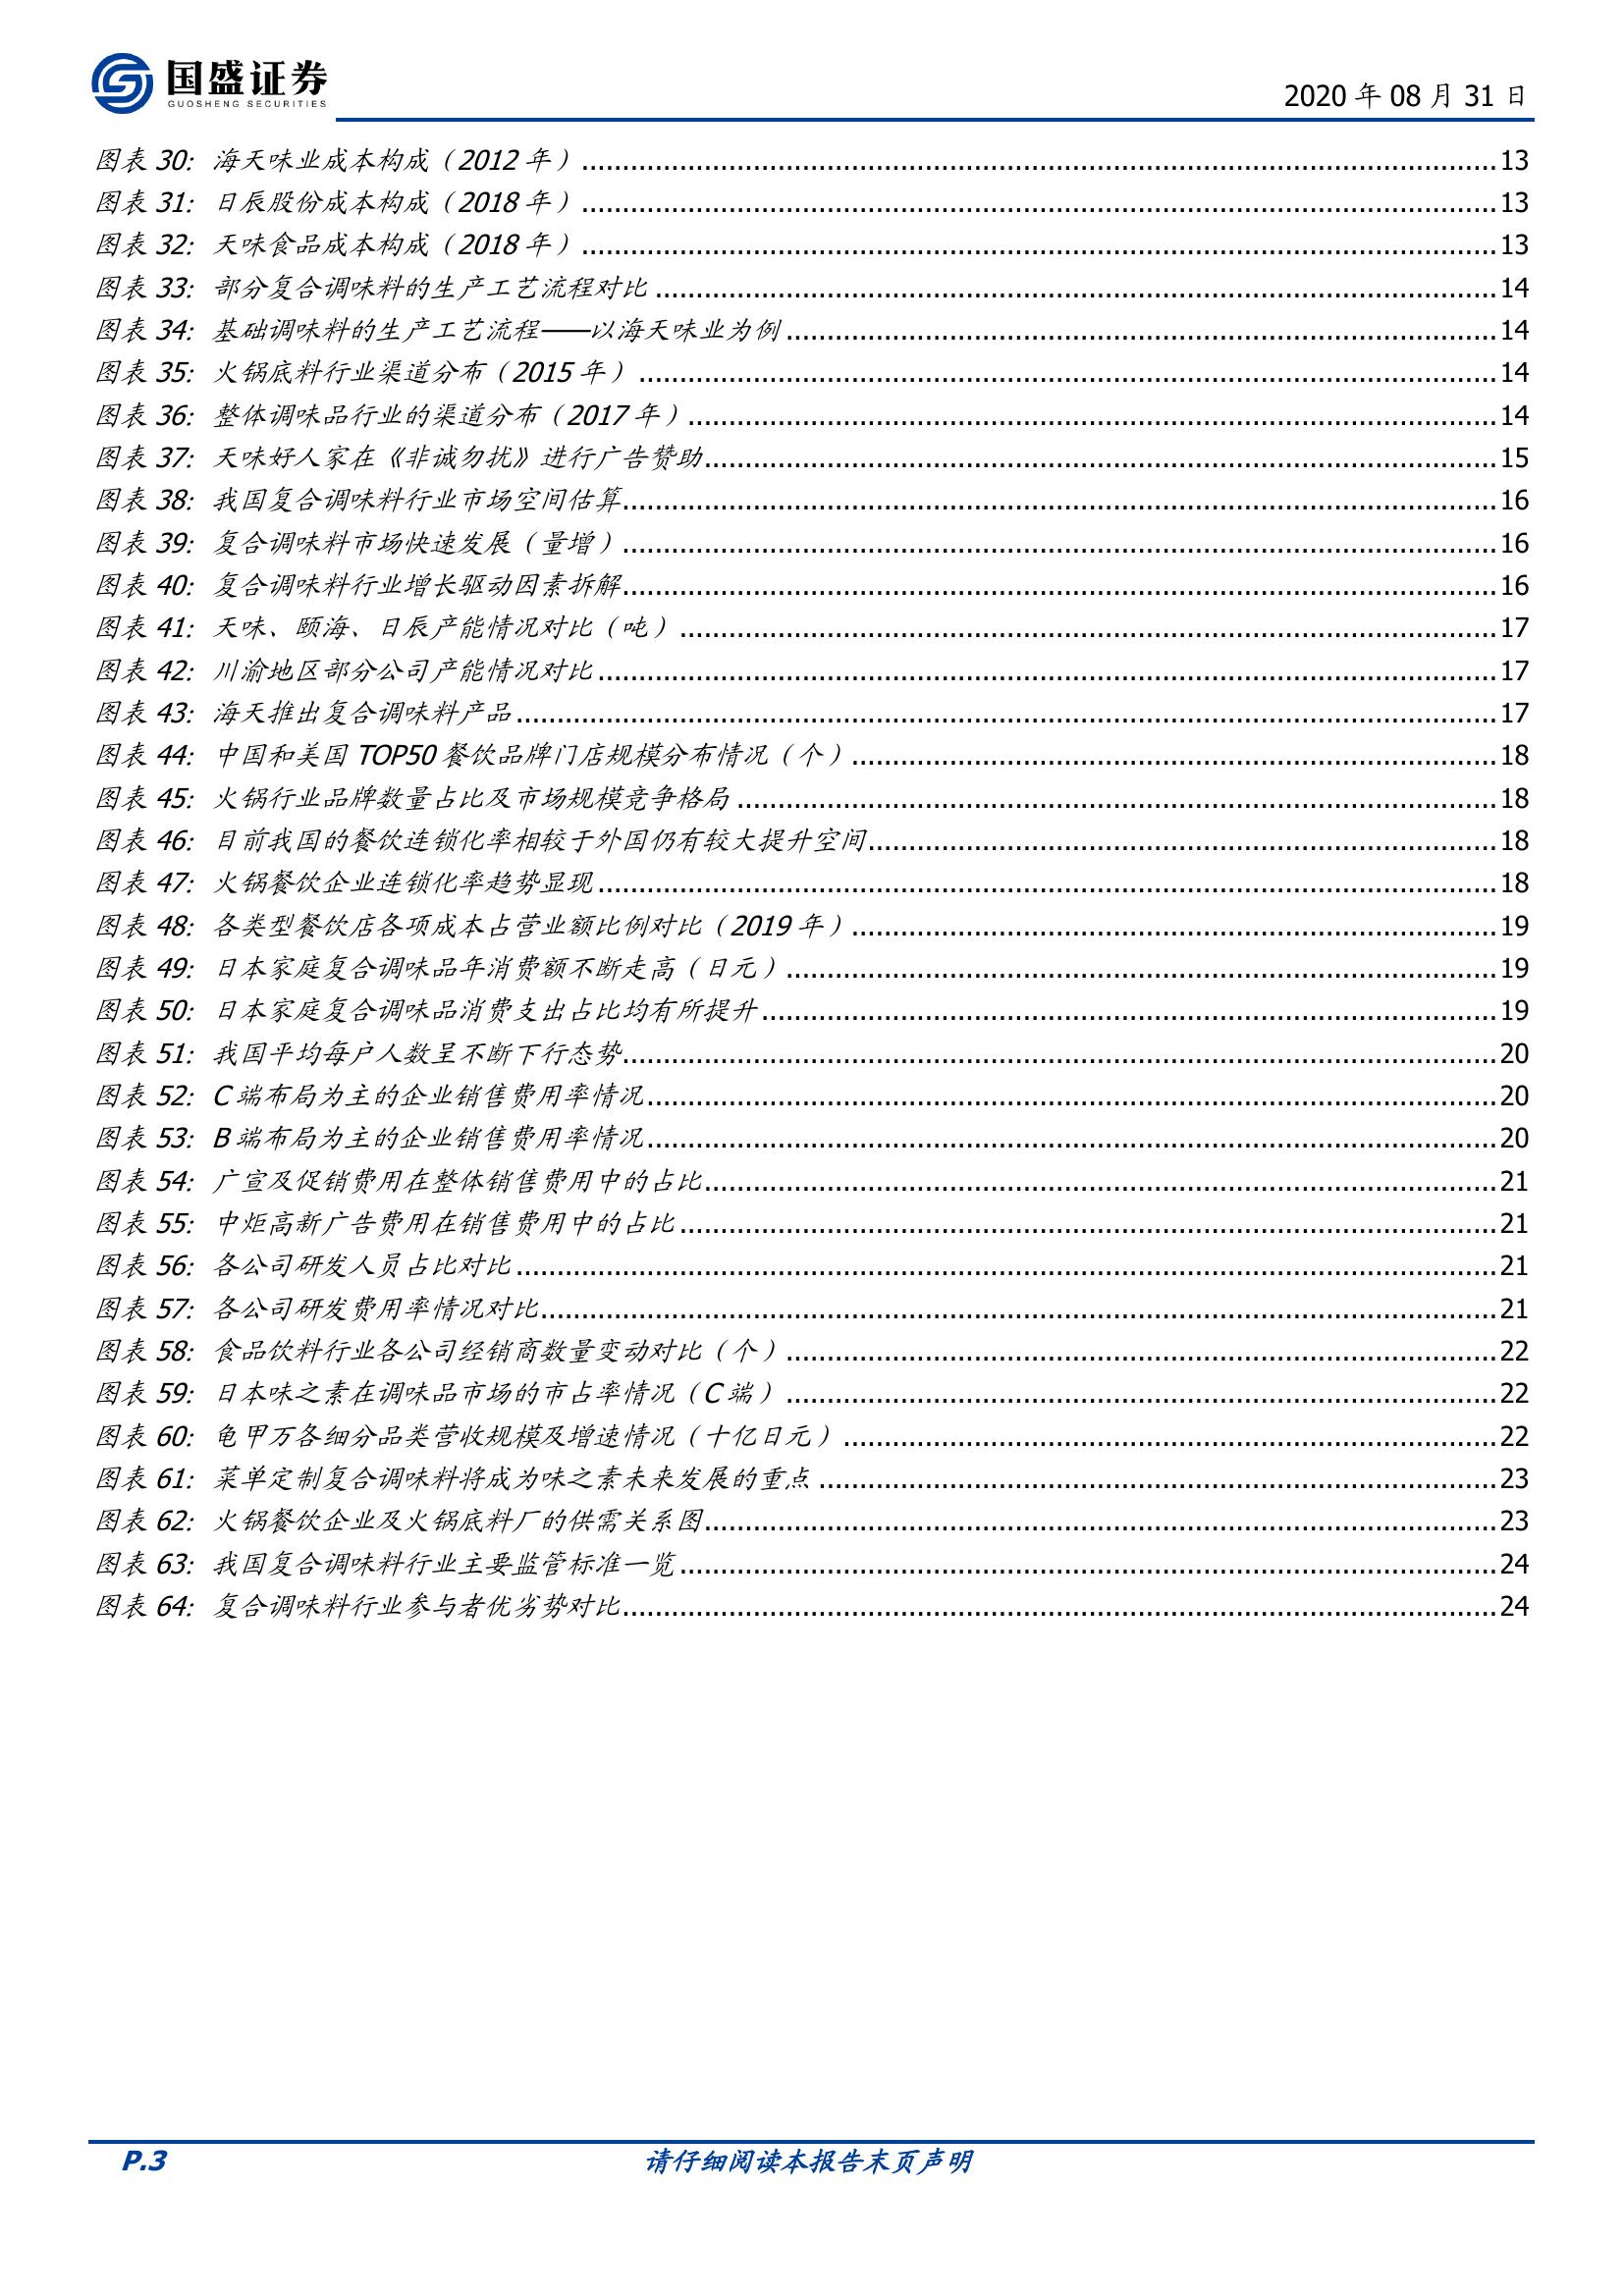 国盛证券
GUOSHENG SECURITIES
2020 年 08 月 31 日
图表 30: 海天味业成本构成（2012 年）.....13
图表 31: 日辰股份成本构成（2018 年）.....13
图表 32: 天味食品成本构成（2018 年）.....13
图表 33: 部分复合调味料的生产工艺流程对比.....14
图表 34: 基础调味料的生产工艺流程——以海天味业为例.....14
图表 35: 火锅底料行业渠道分布（2015 年）.....14
图表 36: 整体调味品行业的渠道分布（2017 年）.....14
图表 37: 天味好人家在《非诚勿扰》进行广告赞助.....15
图表 38: 我国复合调味料行业市场空间估算.....16
图表 39: 复合调味料市场快速发展（量增）.....16
图表 40: 复合调味料行业增长驱动因素拆解.....16
图表 41: 天味、颐海、日辰产能情况对比（吨）.....17
图表 42: 川渝地区部分公司产能情况对比.....17
图表 43: 海天推出复合调味料产品.....17
图表 44: 中国和美国 TOP50 餐饮品牌门店规模分布情况（个）.....18
图表 45: 火锅行业品牌数量占比及市场规模竞争格局.....18
图表 46: 目前我国的餐饮连锁化率相较于外国仍有较大提升空间.....18
图表 47: 火锅餐饮企业连锁化率趋势显现.....18
图表 48: 各类型餐饮店各项成本占营业额比例对比（2019 年）.....19
图表 49: 日本家庭复合调味品年消费额不断走高（日元）.....19
图表 50: 日本家庭复合调味品消费支出占比均有所提升.....19
图表 51: 我国平均每户人数呈不断下行态势.....20
图表 52: C 端布局为主的企业销售费用率情况.....20
图表 53: B 端布局为主的企业销售费用率情况.....20
图表 54: 广宣及促销费用在整体销售费用中的占比.....21
图表 55: 中炬高新广告费用在销售费用中的占比.....21
图表 56: 各公司研发人员占比对比.....21
图表 57: 各公司研发费用率情况对比.....21
图表 58: 食品饮料行业各公司经销商数量变动对比（个）.....22
图表 59: 日本味之素在调味品市场的市占率情况（C 端）.....22
图表 60: 龟甲万各细分品类营收规模及增速情况（十亿日元）.....22
图表 61: 菜单定制复合调味料将成为味之素未来发展的重点.....23
图表 62: 火锅餐饮企业及火锅底料厂的供需关系图.....23
图表 63: 我国复合调味料行业主要监管标准一览.....24
图表 64: 复合调味料行业参与者优劣势对比.....24
P.3
请仔细阅读本报告末页声明